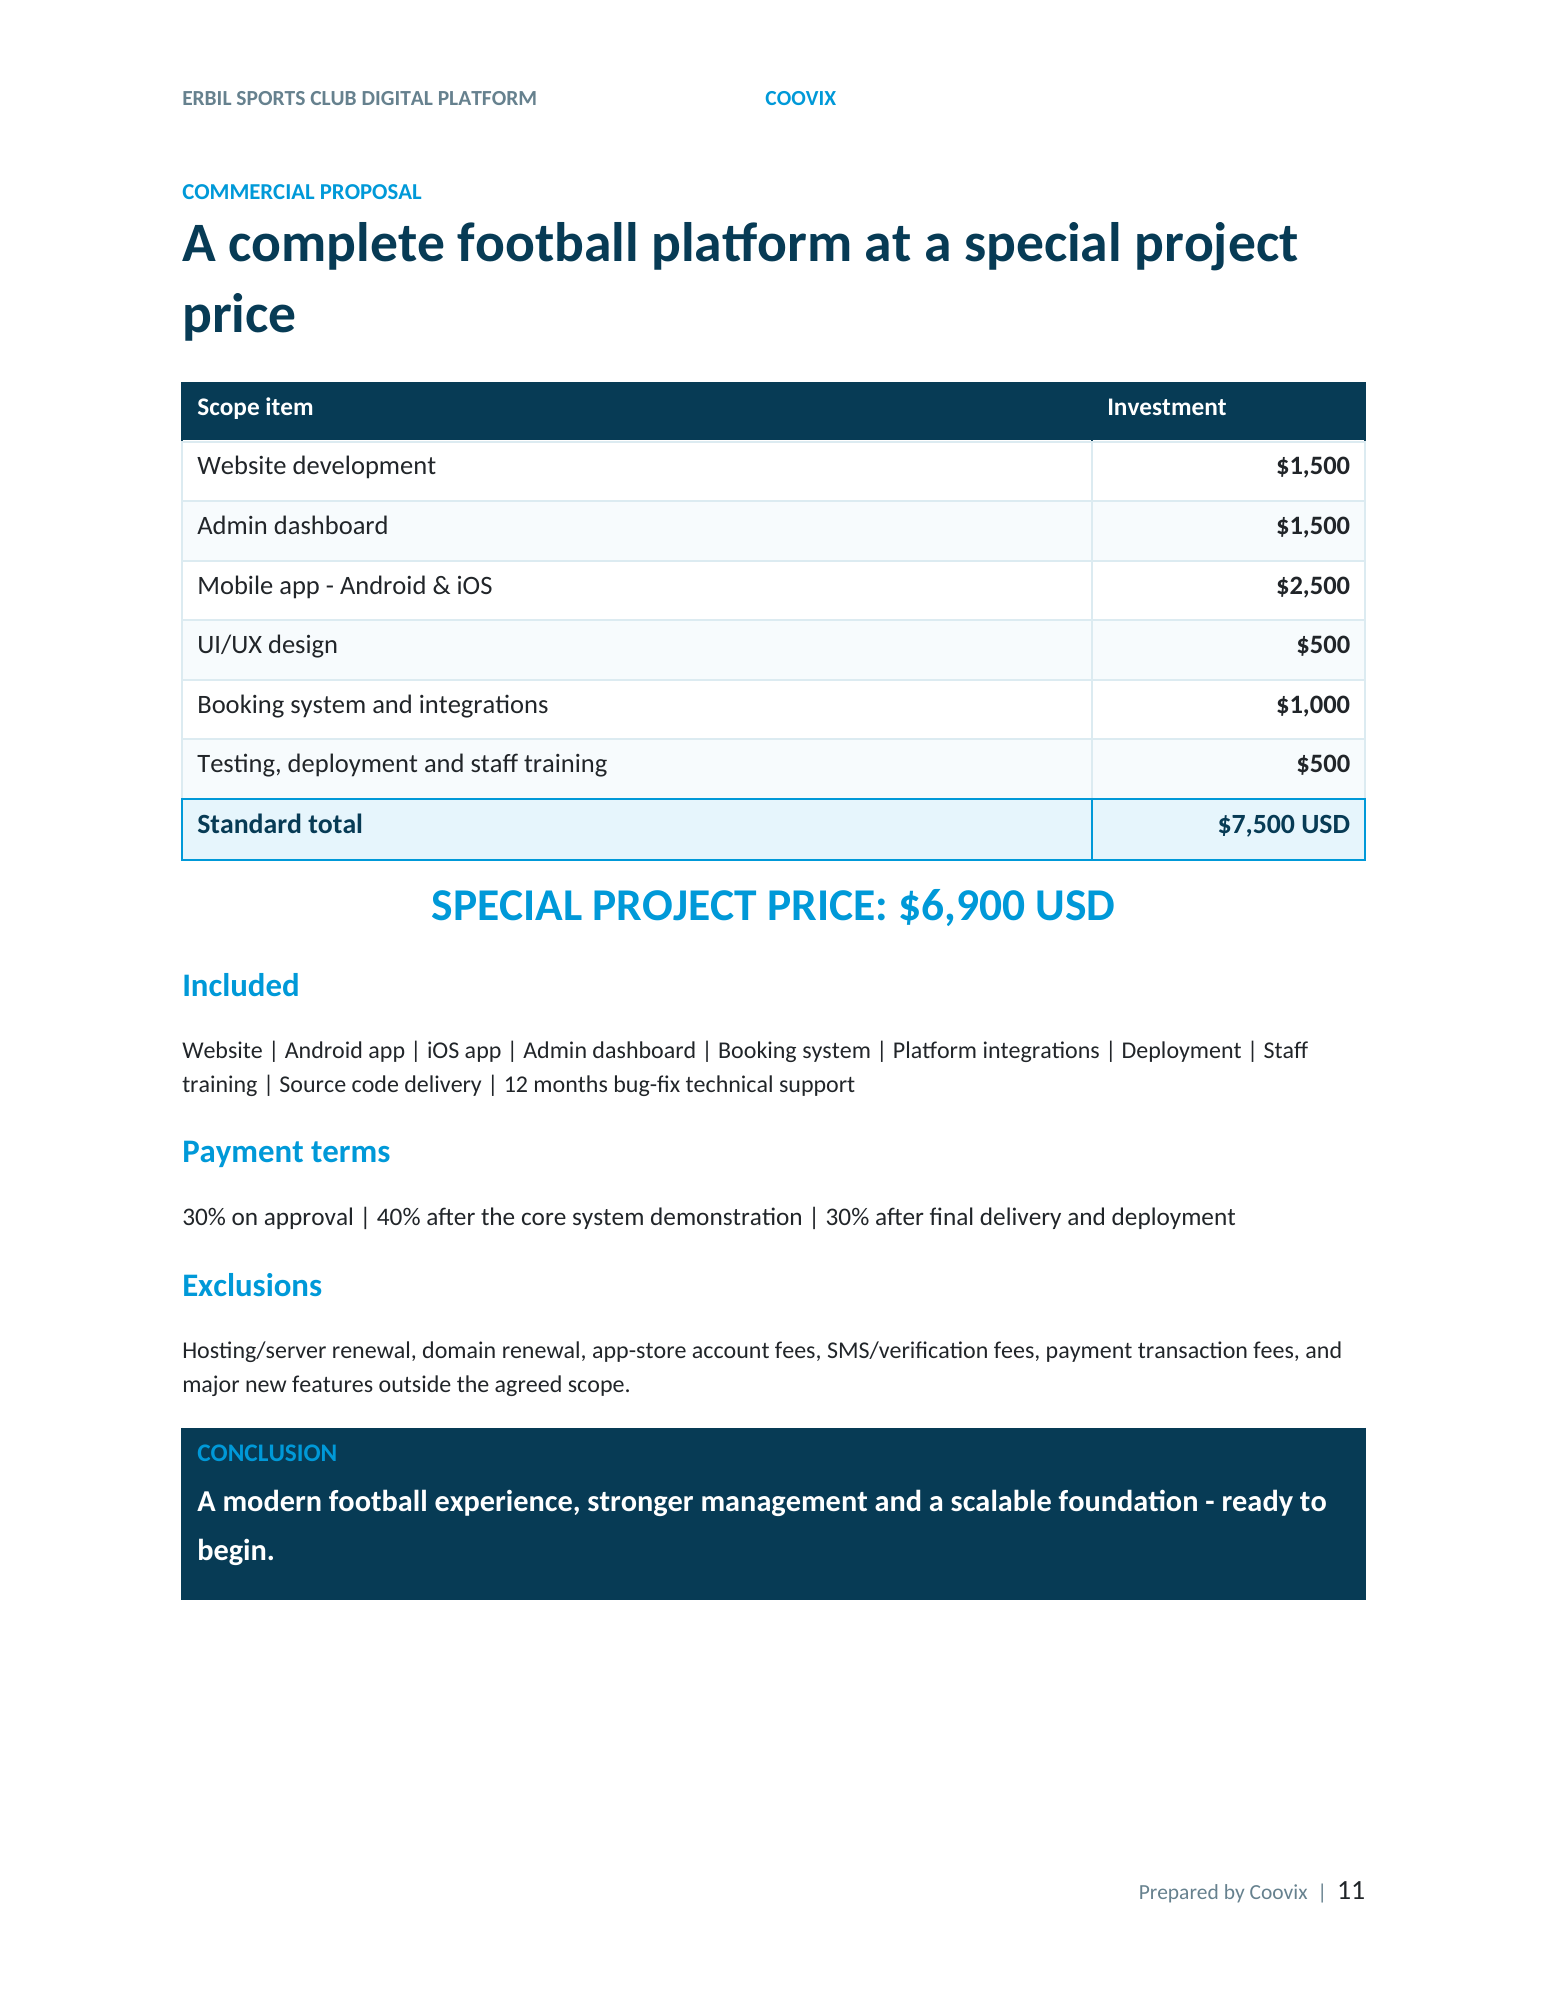 ERBIL SPORTS CLUB DIGITAL PLATFORM COOVIX
COMMERCIAL PROPOSAL
A complete football platform at a special project
price
Scope item Investment
Website development $1,500
Admin dashboard $1,500
Mobile app - Android & iOS $2,500
UI/UX design $500
Booking system and integrations $1,000
Testing, deployment and staff training $500
Standard total $7,500 USD
SPECIAL PROJECT PRICE: $6,900 USD
Included
Website | Android app | iOS app | Admin dashboard | Booking system | Platform integrations | Deployment | Staff
training | Source code delivery | 12 months bug-fix technical support
Payment terms
30% on approval | 40% after the core system demonstration | 30% after final delivery and deployment
Exclusions
Hosting/server renewal, domain renewal, app-store account fees, SMS/verification fees, payment transaction fees, and
major new features outside the agreed scope.
CONCLUSION
A modern football experience, stronger management and a scalable foundation - ready to
begin.
Prepared by Coovix | 11